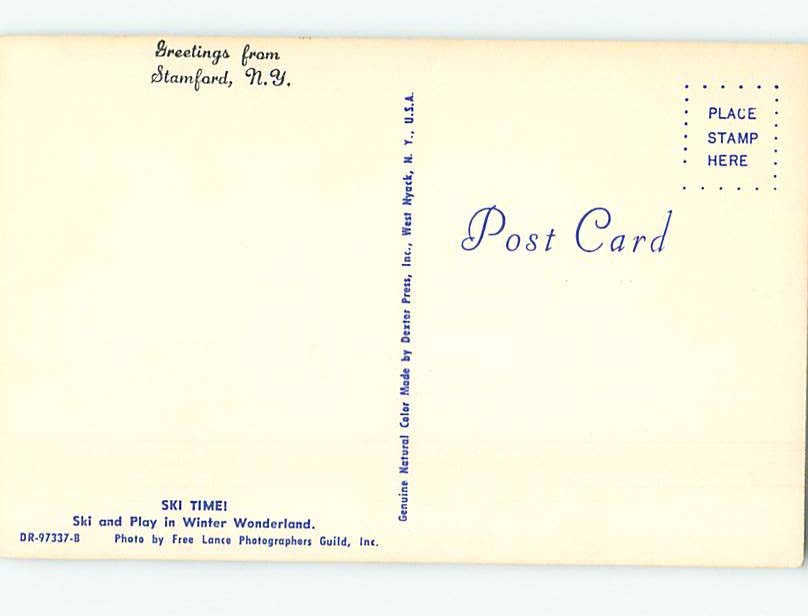 Greetings from
Stamford, N.Y.
SKI TIME!
Ski and Play in Winter Wonderland.
DR-97337-B Photo by Free Lance Photographers Guild, Inc.
Genuine Natural Color Made by Dexter Press, Inc., West Nyack, N. Y., U.S.A.
PLACE
STAMP
HERE
Post Card